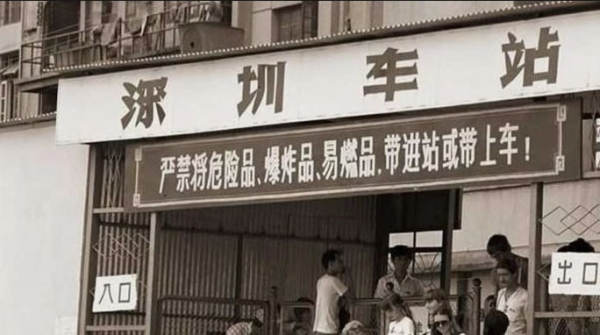 深圳车站
严禁将危险品、爆炸品、易燃品,带进站或带上车!
入口
出口